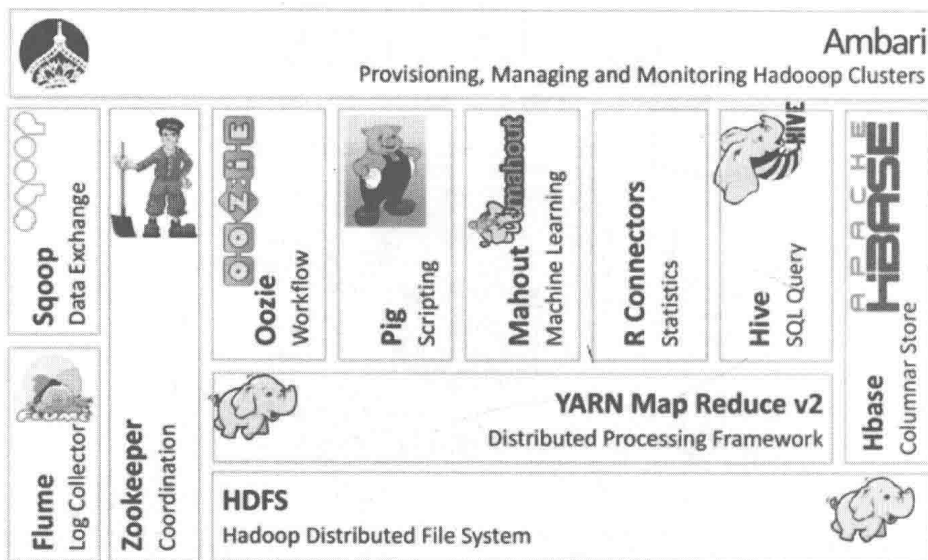 Ambari
Provisioning, Managing and Monitoring Hadooop Clusters
Sqoop
Data Exchange
Flume
Log Collector
Zookeeper
Coordination
OOZIE
Oozie
Workflow
Pig
Scripting
mahout
Mahout
Machine Learning
R Connectors
Statistics
HIVE
Hive
SQL Query
APACHE
HBASE
Hbase
Columnar Store
YARN Map Reduce v2
Distributed Processing Framework
HDFS
Hadoop Distributed File System